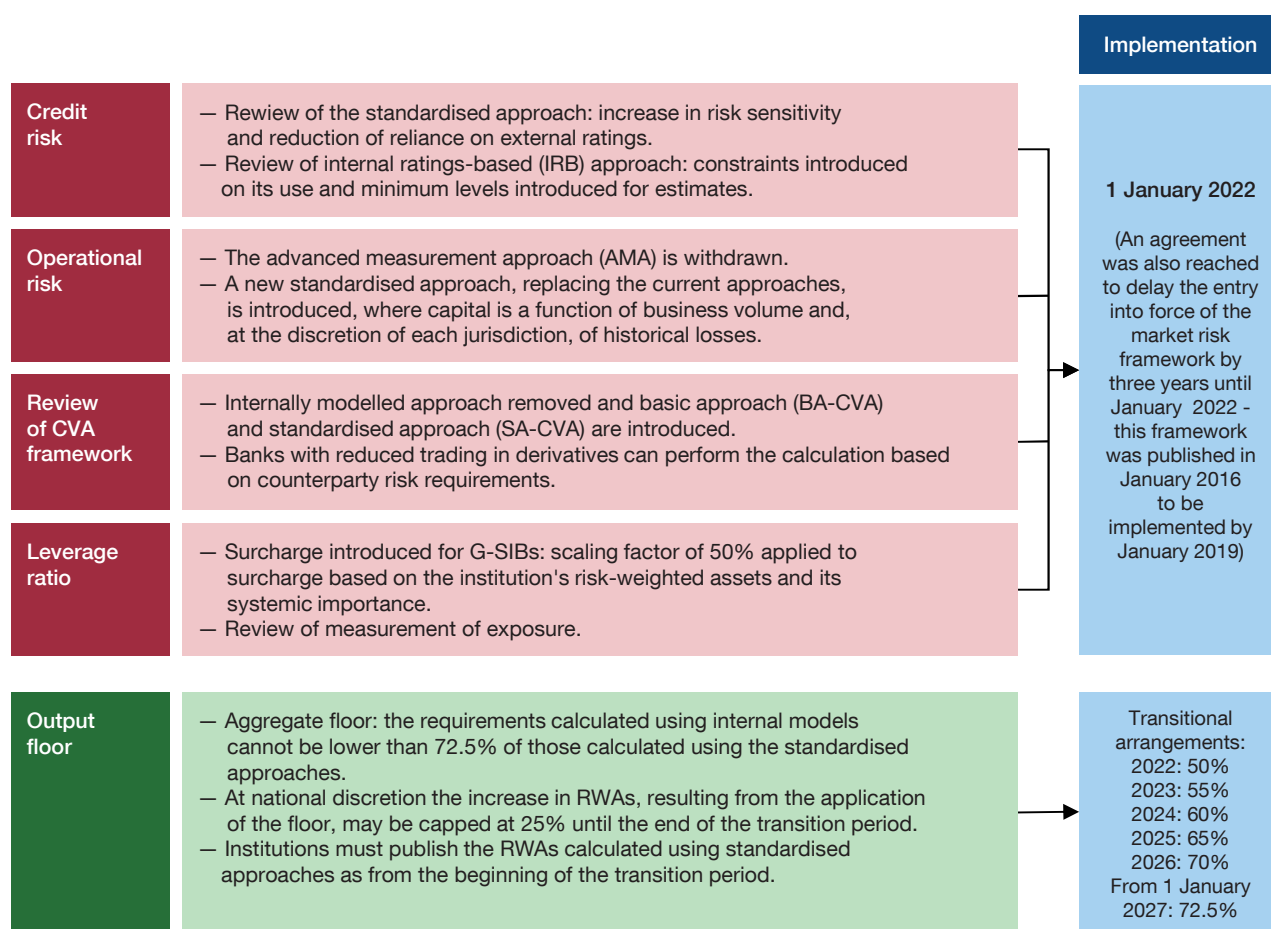 Implementation
Credit
risk
— Rewiew of the standardised approach: increase in risk sensitivity
and reduction of reliance on external ratings.
— Review of internal ratings-based (IRB) approach: constraints introduced
on its use and minimum levels introduced for estimates.
Operational
risk
— The advanced measurement approach (AMA) is withdrawn.
— A new standardised approach, replacing the current approaches,
is introduced, where capital is a function of business volume and,
at the discretion of each jurisdiction, of historical losses.
Review
of CVA
framework
— Internally modelled approach removed and basic approach (BA-CVA)
and standardised approach (SA-CVA) are introduced.
— Banks with reduced trading in derivatives can perform the calculation based
on counterparty risk requirements.
Leverage
ratio
— Surcharge introduced for G-SIBs: scaling factor of 50% applied to
surcharge based on the institution's risk-weighted assets and its
systemic importance.
— Review of measurement of exposure.
1 January 2022
(An agreement
was also reached
to delay the entry
into force of the
market risk
framework by
three years until
January 2022 -
this framework
was published in
January 2016
to be
implemented by
January 2019)
Output
floor
— Aggregate floor: the requirements calculated using internal models
cannot be lower than 72.5% of those calculated using the standardised
approaches.
— At national discretion the increase in RWAs, resulting from the application
of the floor, may be capped at 25% until the end of the transition period.
— Institutions must publish the RWAs calculated using standardised
approaches as from the beginning of the transition period.
Transitional
arrangements:
2022: 50%
2023: 55%
2024: 60%
2025: 65%
2026: 70%
From 1 January
2027: 72.5%